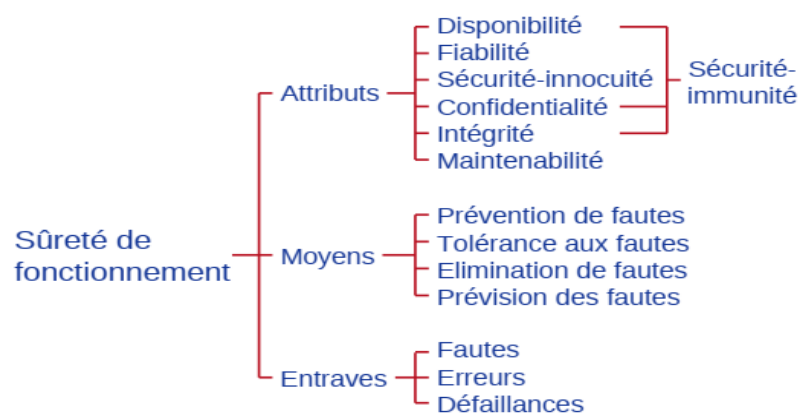 Sûreté de
fonctionnement
Attributs
Disponibilité
Fiabilité
Sécurité-innocuité
Confidentialité
Intégrité
Maintenabilité
Sécurité-
immunité
Moyens
Prévention de fautes
Tolérance aux fautes
Elimination de fautes
Prévision des fautes
Entraves
Fautes
Erreurs
Défaillances